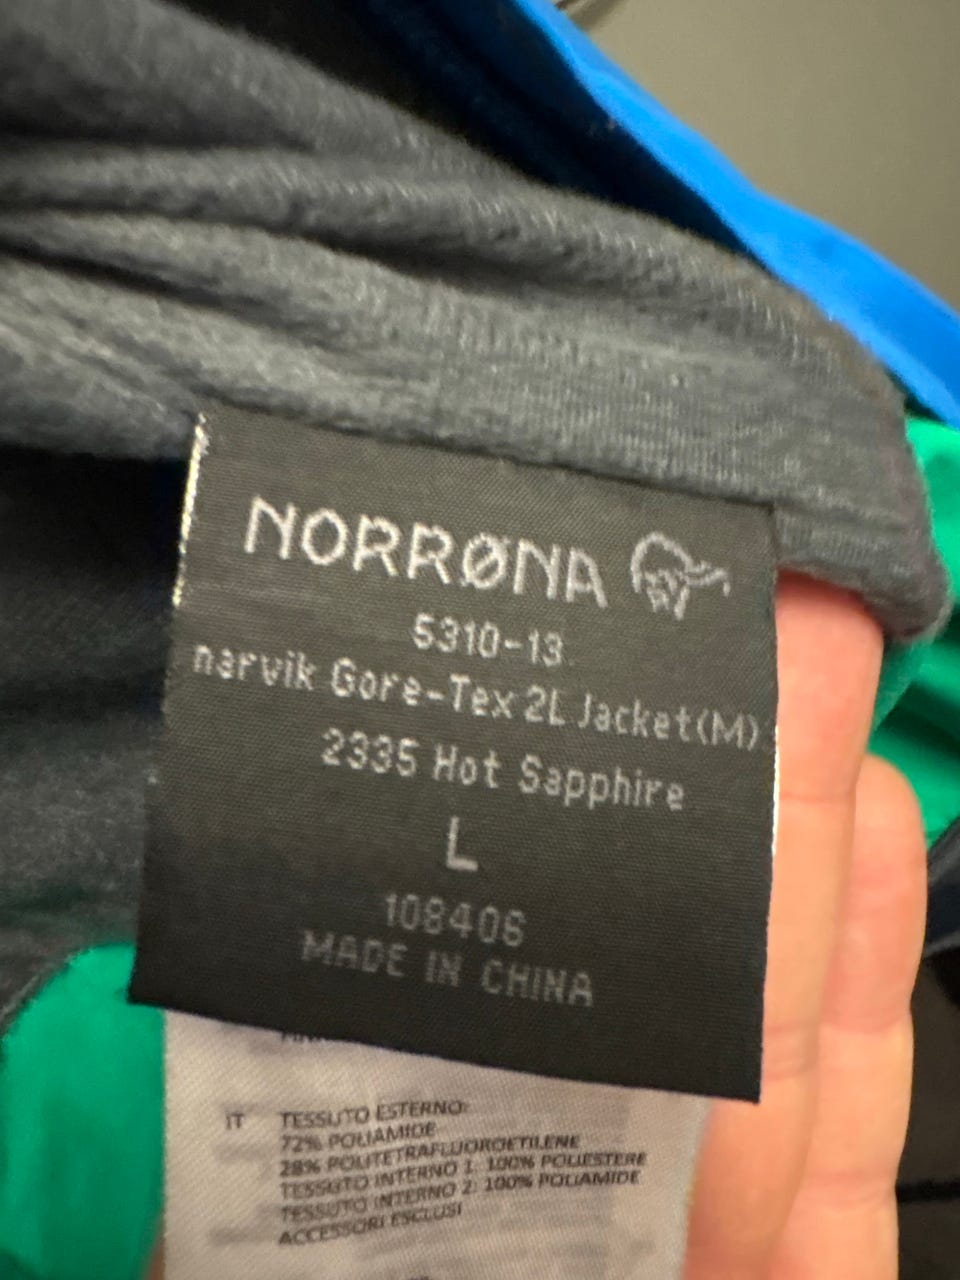 NORRØNA
5310-13
narvik Gore-Tex 2L Jacket(M)
2335 Hot Sapphire
L
108406
MADE IN CHINA
IT TESSUTO ESTERNO:
72% POLIAMIDE
28% POLITETRAFLUOROETILENE
TESSUTO INTERNO 1: 100% POLIESTERE
TESSUTO INTERNO 2: 100% POLIAMIDE
ACCESSORI ESCLUSI